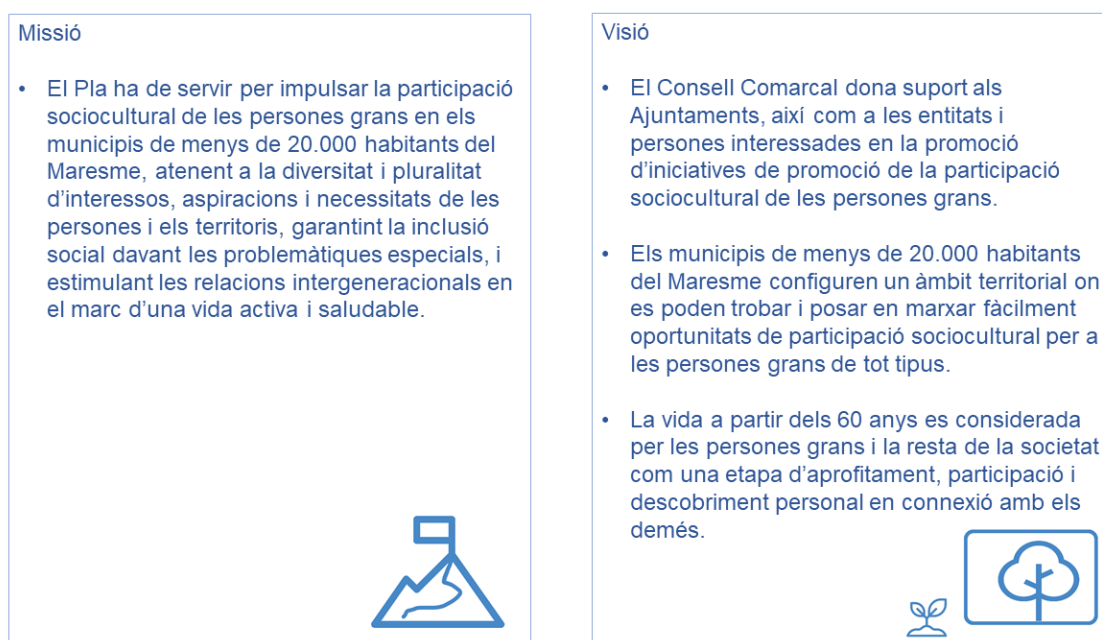 Missió
• El Pla ha de servir per impulsar la participació
sociocultural de les persones grans en els
municipis de menys de 20.000 habitants del
Maresme, atenent a la diversitat i pluralitat
d’interessos, aspiracions i necessitats de les
persones i els territoris, garantint la inclusió
social davant les problemàtiques especials, i
estimulant les relacions intergeneracionals en
el marc d’una vida activa i saludable.
Visió
• El Consell Comarcal dona suport als
Ajuntaments, així com a les entitats i
persones interessades en la promoció
d’iniciatives de promoció de la participació
sociocultural de les persones grans.
• Els municipis de menys de 20.000 habitants
del Maresme configuren un àmbit territorial on
es poden trobar i posar en marxar fàcilment
oportunitats de participació sociocultural per a
les persones grans de tot tipus.
• La vida a partir dels 60 anys es considerada
per les persones grans i la resta de la societat
com una etapa d’aprofitament, participació i
descobriment personal en connexió amb els
demés.